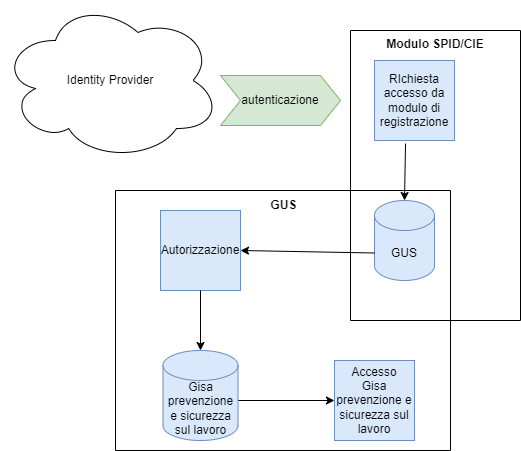 Identity Provider
autenticazione
Modulo SPID/CIE
RIchiesta
accesso da
modulo di
registrazione
GUS
GUS
Autorizzazione
Gisa
prevenzione
e sicurezza
sul lavoro
Accesso
Gisa
prevenzione e
sicurezza sul
lavoro